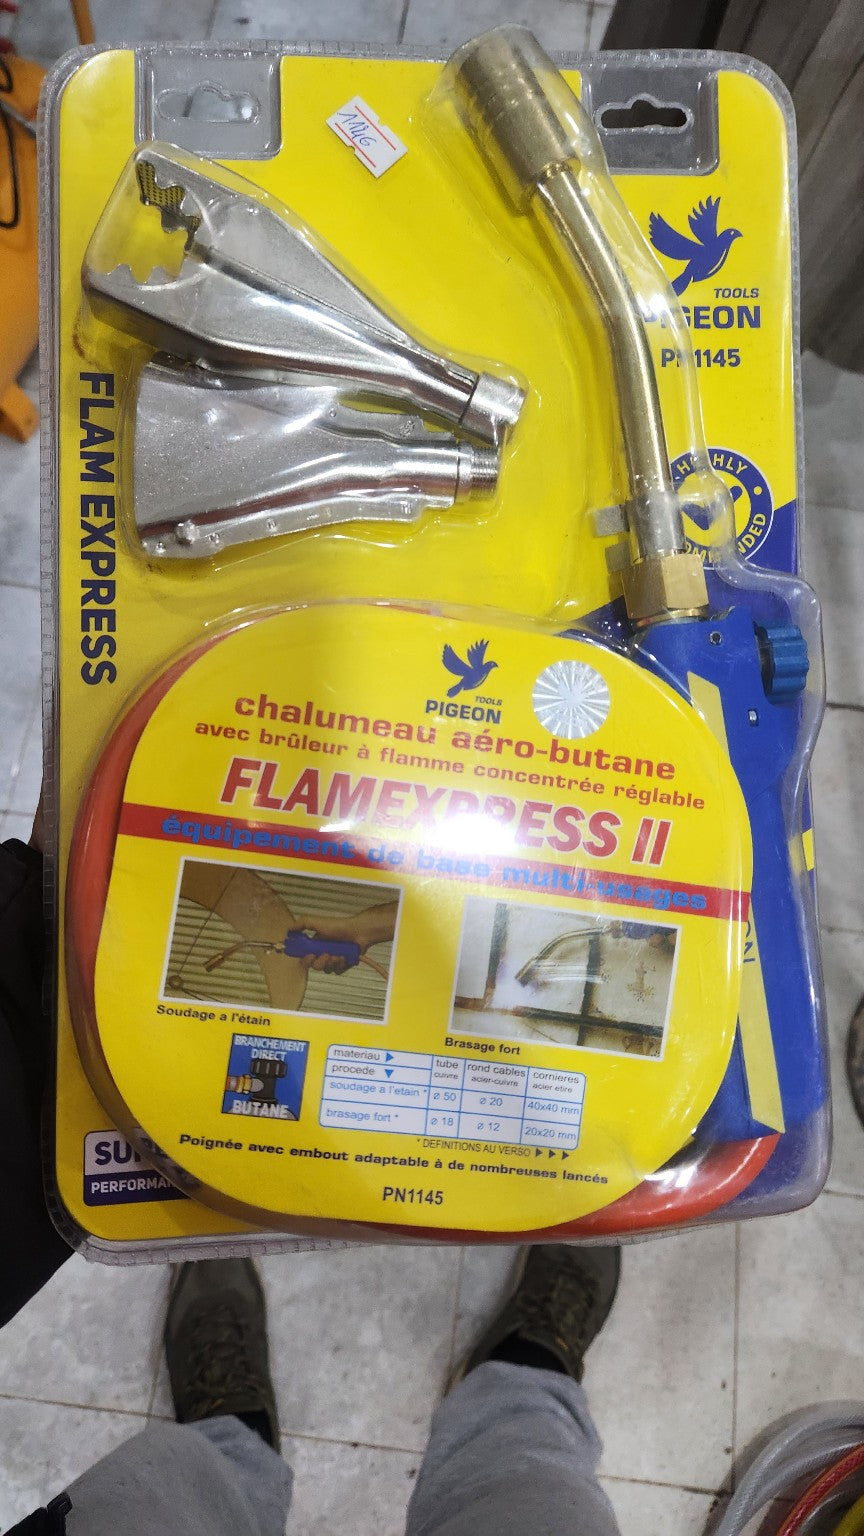 1146
TOOLS
PIGEON
PN1145
HIGHLY
FLAM EXPRESS
TOOLS
PIGEON
chalumeau aéro-butane
avec brûleur à flamme concentrée réglable
FLAMEXPRESS II
équipement de base multi-usages
Soudage a l'étain
Brasage fort
BRANCHEMENT
DIRECT
BUTANE
materiau tube rond cables cornieres
procede cuivre acier-cuivre acier etire
soudage a l'etain * ø 50 ø 20 40x40 mm
brasage fort * ø 18 ø 12 20x20 mm
* DEFINITIONS AU VERSO
Poignée avec embout adaptable à de nombreuses lancés
PN1145